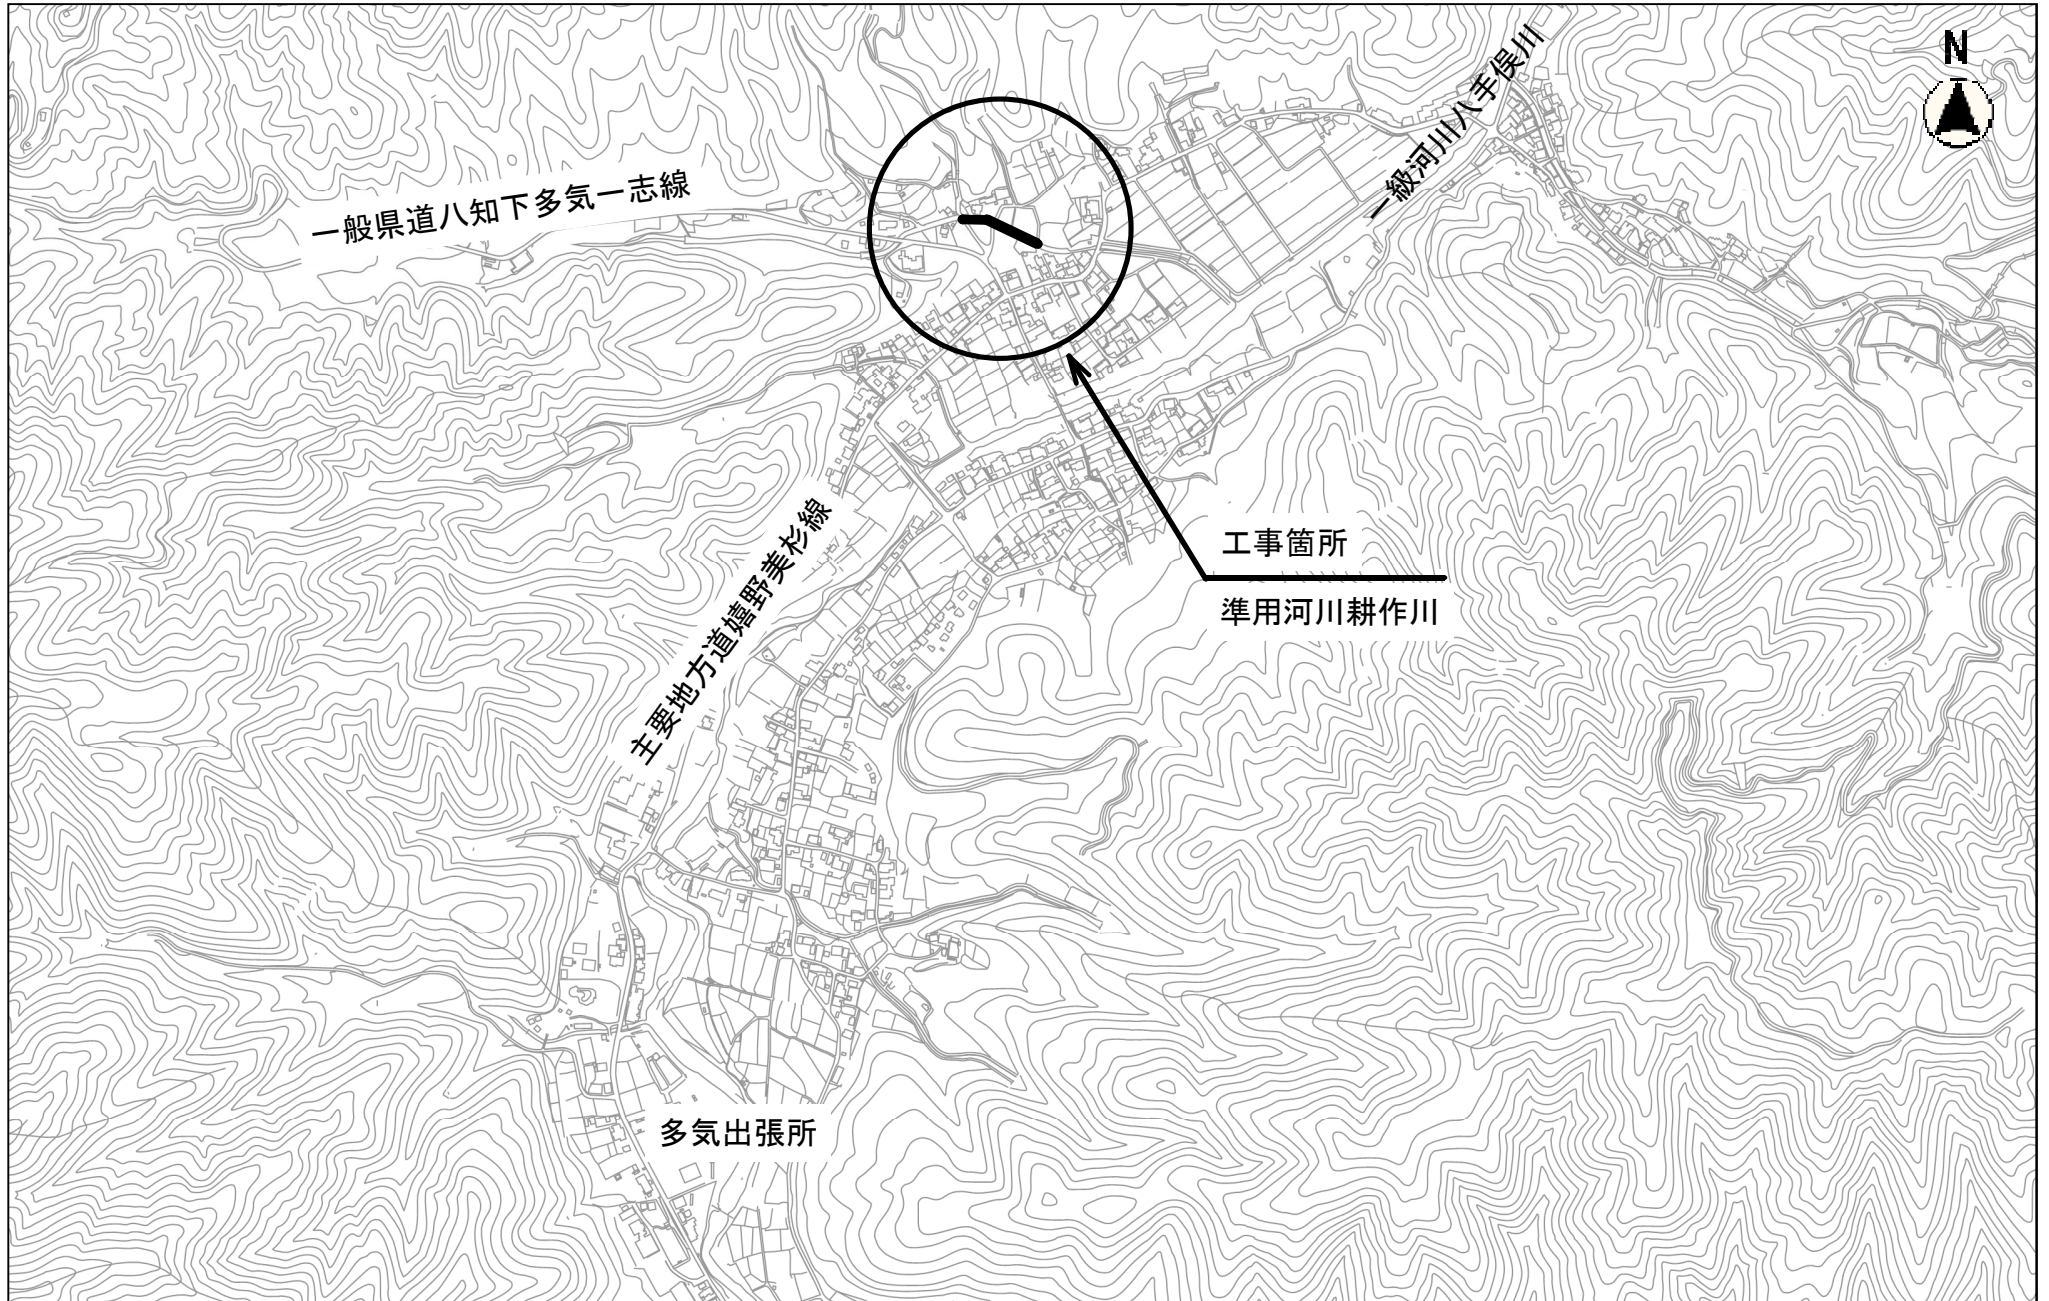 N
一級河川八手俣川
一般県道八知下多気一志線
工事箇所
準用河川耕作川
主要地方道嬉野美杉線
多気出張所